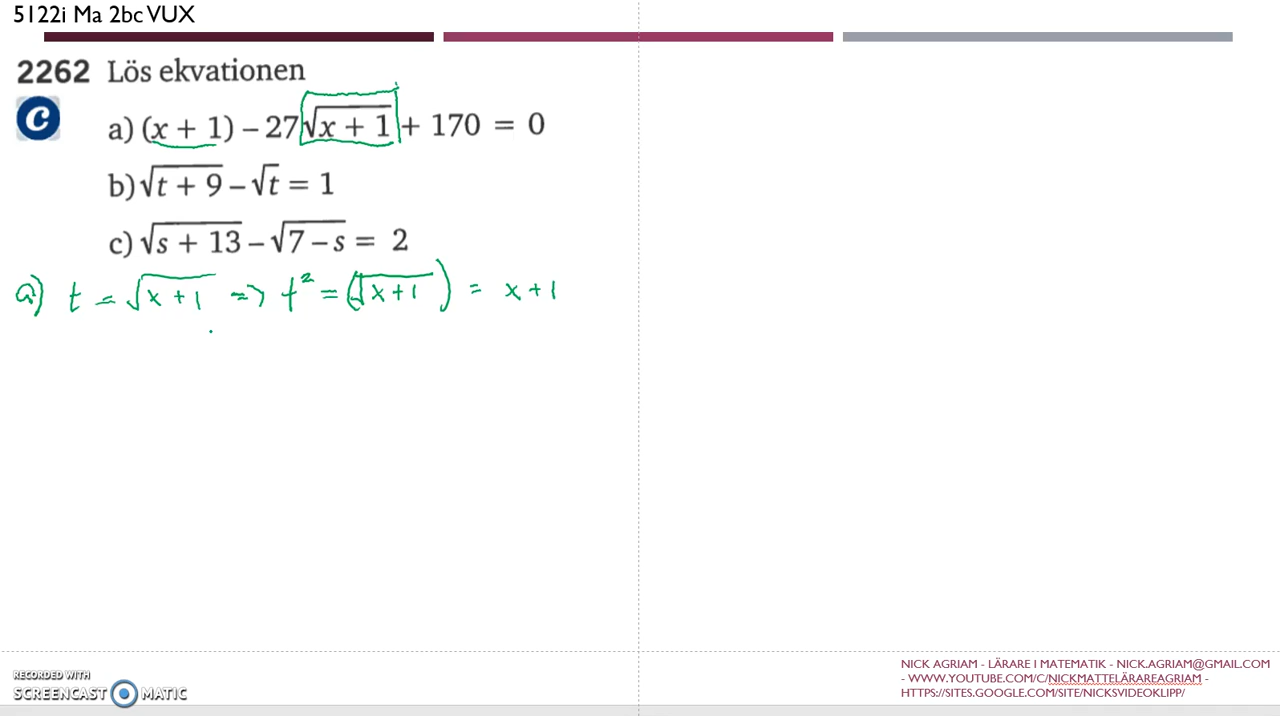 5122i Ma 2bc VUX
2262 Lös ekvationen
C
a) (x + 1) – 27√x + 1 + 170 = 0
b) √t + 9 – √t = 1
c) √s + 13 – √7 – s = 2
a) t = √x + 1 => t² = (√x + 1) = x + 1
RECORDED WITH
SCREENCAST MATIC
NICK AGRIAM - LÄRARE I MATEMATIK - NICK.AGRIAM@GMAIL.COM
- WWW.YOUTUBE.COM/C/NICKMATTELÄRAREAGRIAM -
HTTPS://SITES.GOOGLE.COM/SITE/NICKSVIDEOKLIPP/